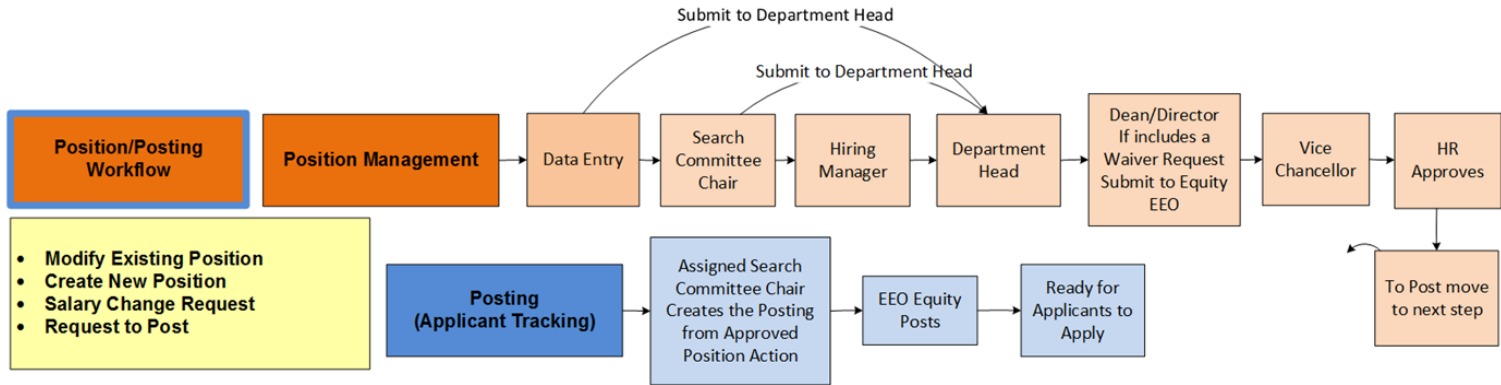 Submit to Department Head
Submit to Department Head
Position/Posting
Workflow
Position Management
Data Entry
Search
Committee
Chair
Hiring
Manager
Department
Head
Dean/Director
If includes a
Waiver Request
Submit to Equity
EEO
Vice
Chancellor
HR
Approves
• Modify Existing Position
• Create New Position
• Salary Change Request
• Request to Post
Posting
(Applicant Tracking)
Assigned Search
Committee Chair
Creates the Posting
from Approved
Position Action
EEO Equity
Posts
Ready for
Applicants to
Apply
To Post move
to next step